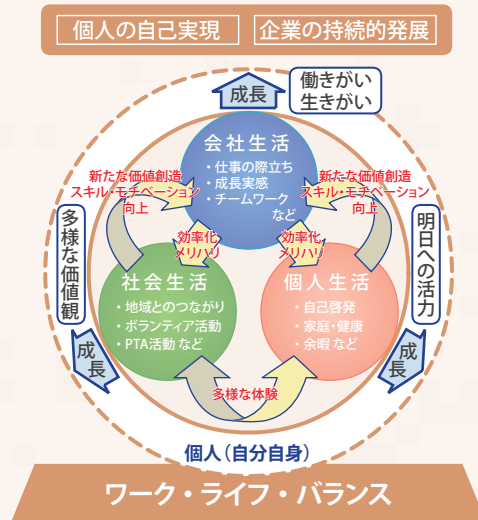 個人の自己実現
企業の持続的発展
成長
働きがい
生きがい
会社生活
・仕事の際立ち
・成長実感
・チームワーク
など
新たな価値創造
スキル・モチベーション
向上
新たな価値創造
スキル・モチベーション
向上
多様な価値観
明日への活力
効率化
メリハリ
効率化
メリハリ
社会生活
・地域とのつながり
・ボランティア活動
・PTA活動 など
個人生活
・自己啓発
・家庭・健康
・余暇 など
成長
成長
多様な体験
個人（自分自身）
ワーク・ライフ・バランス